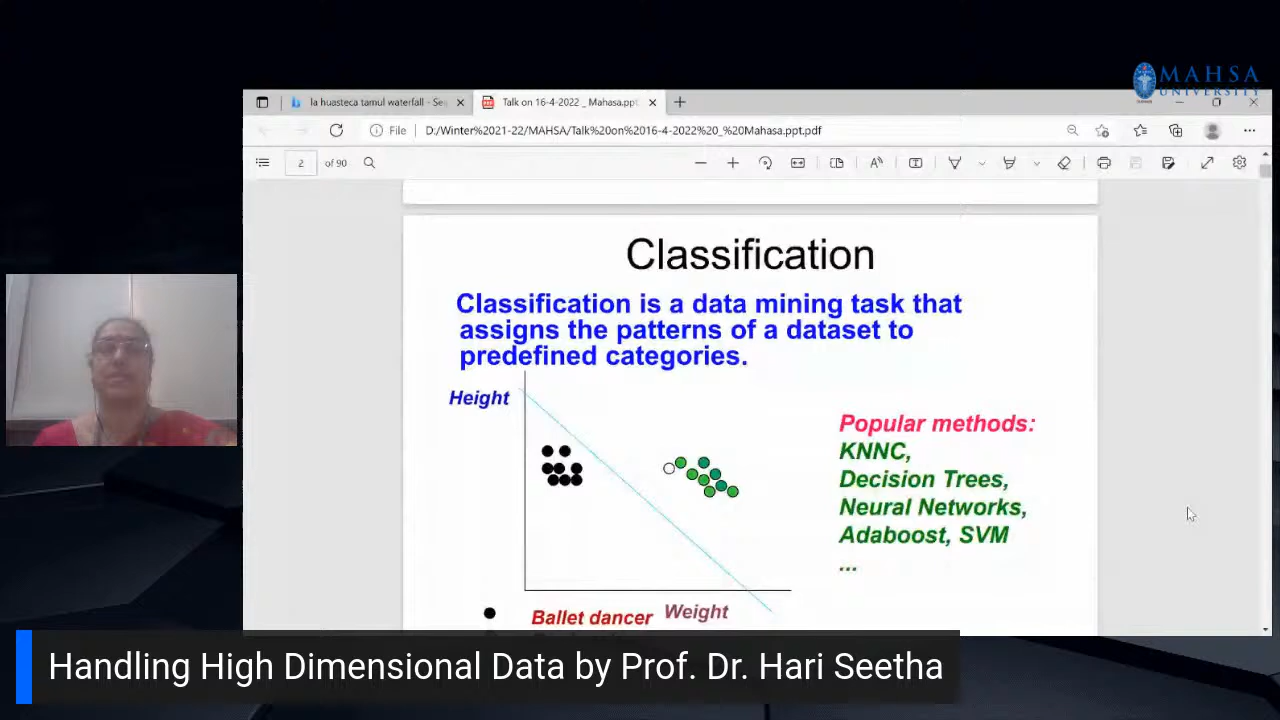 MAHSA
UNIVERSITY
la huasteca tamul waterfall - Se
Talk on 16-4-2022 _ Mahasa.ppt
File
D:/Winter%2021-22/MAHSA/Talk%20on%2016-4-2022%20_%20Mahasa.ppt.pdf
2 of 90
Classification
Classification is a data mining task that
assigns the patterns of a dataset to
predefined categories.
Height
Popular methods:
KNNC,
Decision Trees,
Neural Networks,
Adaboost, SVM
...
Ballet dancer
Weight
Handling High Dimensional Data by Prof. Dr. Hari Seetha